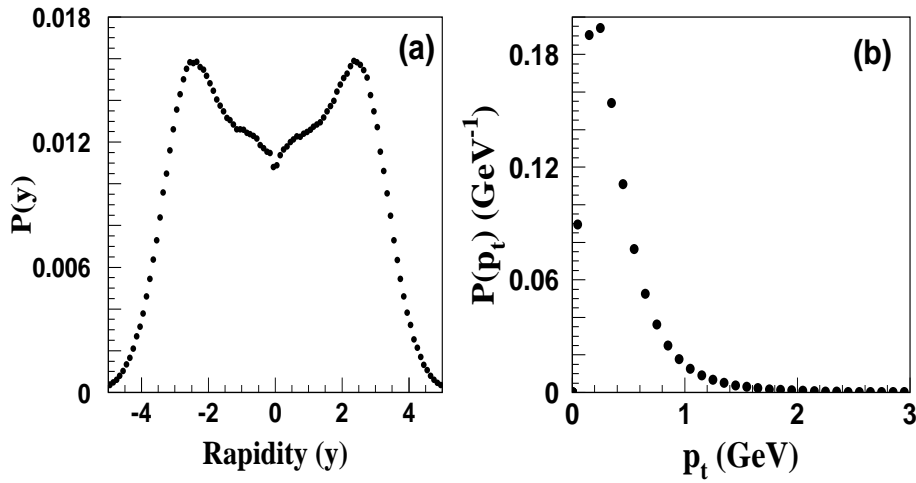 (a)
P(y)
0.018
0.012
0.006
0
-4 -2 0 2 4
Rapidity (y)
(b)
P(p_t) (GeV^-1)
0.18
0.12
0.06
0
0 1 2 3
p_t (GeV)